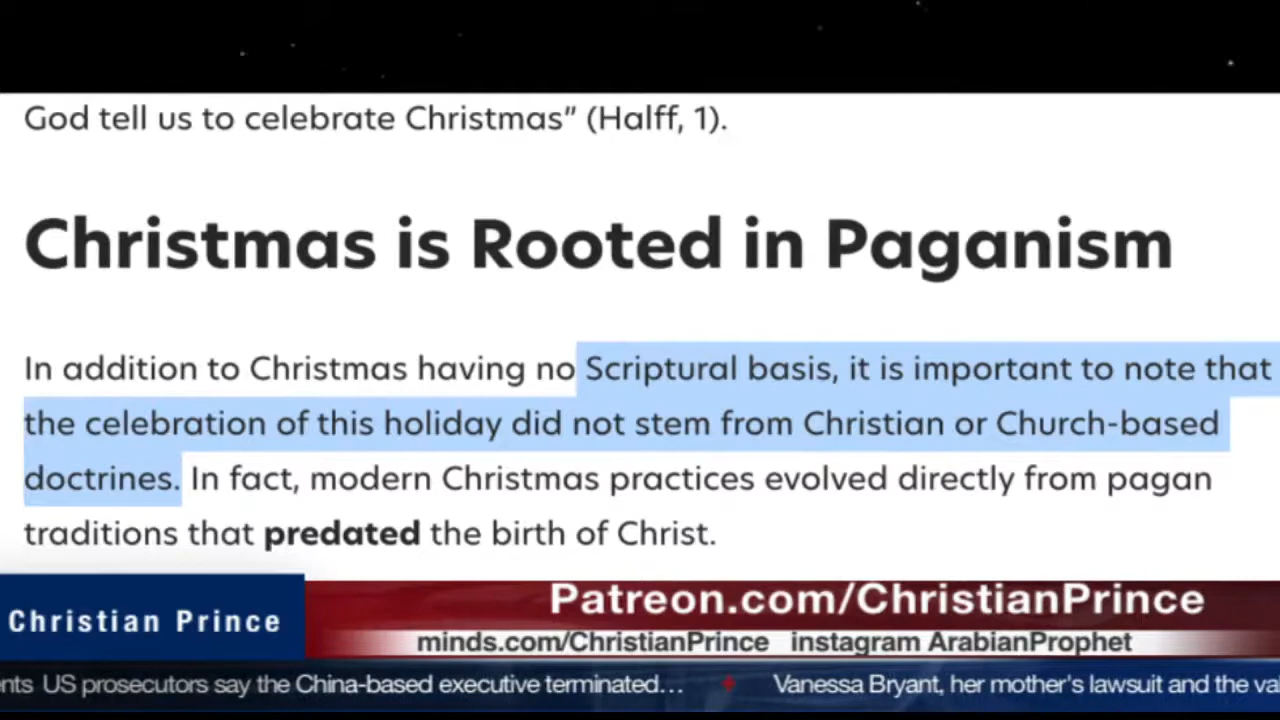 God tell us to celebrate Christmas” (Halff, 1).
Christmas is Rooted in Paganism
In addition to Christmas having no Scriptural basis, it is important to note that
the celebration of this holiday did not stem from Christian or Church-based
doctrines. In fact, modern Christmas practices evolved directly from pagan
traditions that predated the birth of Christ.
Christian Prince
Patreon.com/ChristianPrince
minds.com/ChristianPrince instagram ArabianProphet
US prosecutors say the China-based executive terminated... Vanessa Bryant, her mother's lawsuit and the